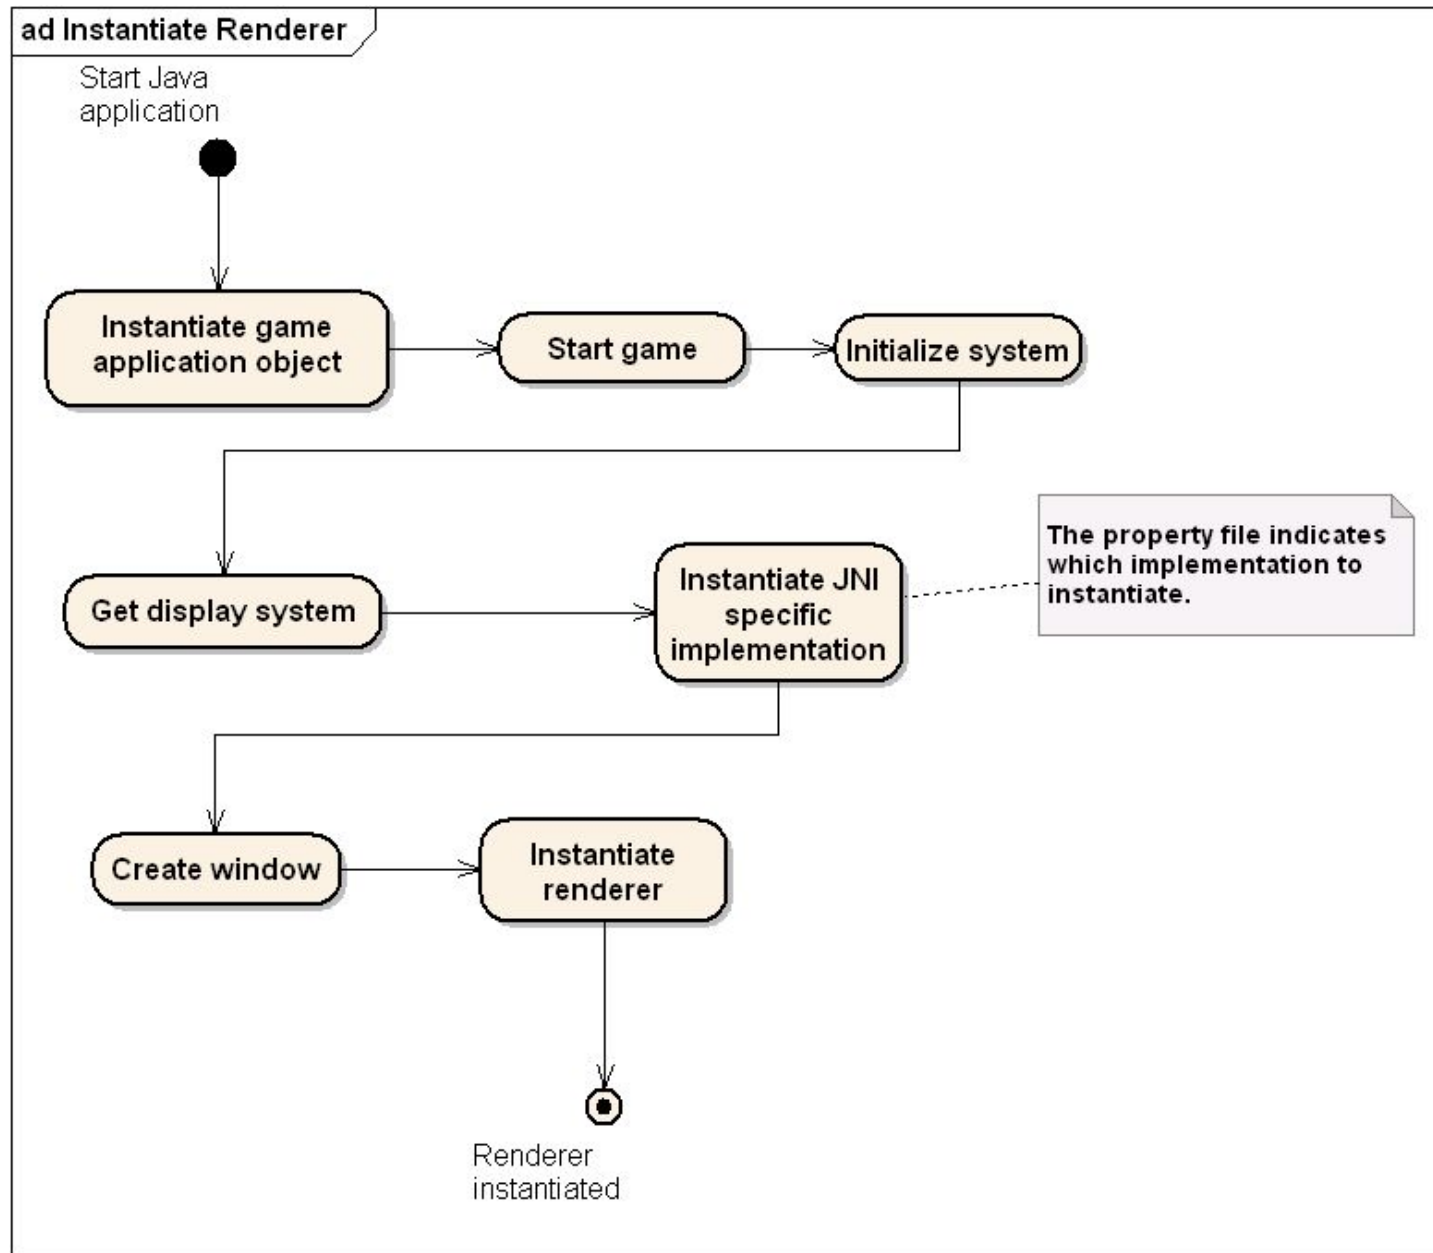 ad Instantiate Renderer
Start Java
application
Instantiate game
application object
Start game
Initialize system
Get display system
Instantiate JNI
specific
implementation
The property file indicates
which implementation to
instantiate.
Create window
Instantiate
renderer
Renderer
instantiated